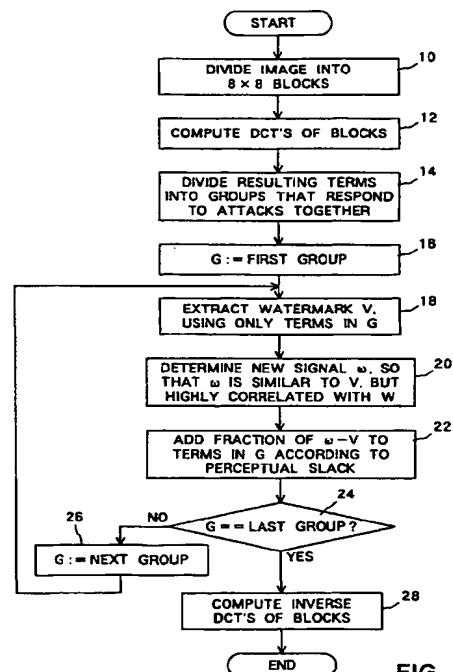 START
10
DIVIDE IMAGE INTO
8 × 8 BLOCKS
12
COMPUTE DCT'S OF BLOCKS
14
DIVIDE RESULTING TERMS
INTO GROUPS THAT RESPOND
TO ATTACKS TOGETHER
16
G := FIRST GROUP
18
EXTRACT WATERMARK V,
USING ONLY TERMS IN G
20
DETERMINE NEW SIGNAL ω, SO
THAT ω IS SIMILAR TO V, BUT
HIGHLY CORRELATED WITH W
22
ADD FRACTION OF ω-V TO
TERMS IN G ACCORDING TO
PERCEPTUAL SLACK
24
G == LAST GROUP?
NO
26
G := NEXT GROUP
YES
28
COMPUTE INVERSE
DCT'S OF BLOCKS
END
FIG